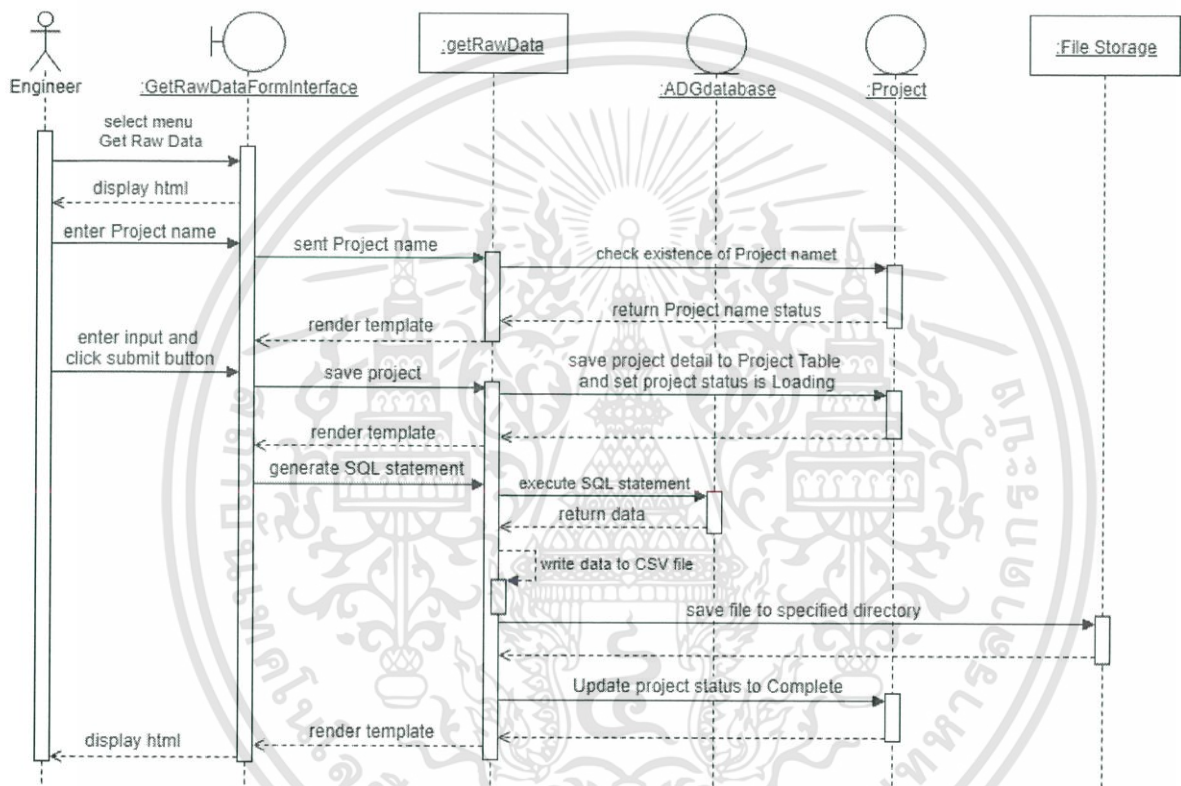 Engineer
:GetRawDataFormInterface
:getRawData
:ADGdatabase
:Project
:File Storage
select menu
Get Raw Data
display html
enter Project name
sent Project name
check existence of Project namet
return Project name status
render template
enter input and
click submit button
save project
save project detail to Project Table
and set project status is Loading
render template
generate SQL statement
execute SQL statement
return data
write data to CSV file
save file to specified directory
Update project status to Complete
render template
display html